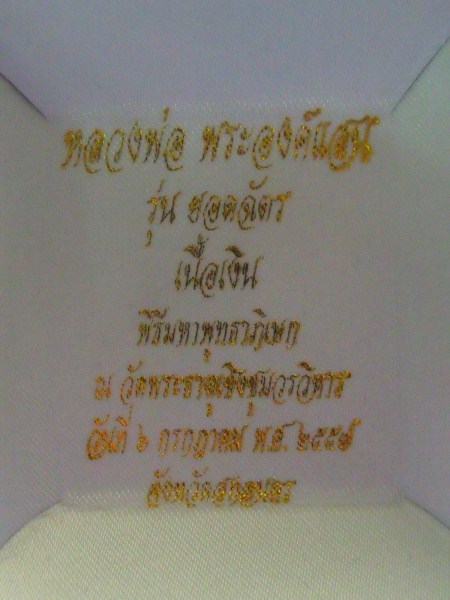 หลวงพ่อ พระองค์แสน
รุ่น ยอดฉัตร
เนื้อเงิน
พิธีมหาพุทธาภิเษก
ณ วัดพระธาตุเชิงชุมวรวิหาร
วันที่ ๖ กรกฎาคม พ.ศ. ๒๕๕๗
จังหวัดสกลนคร